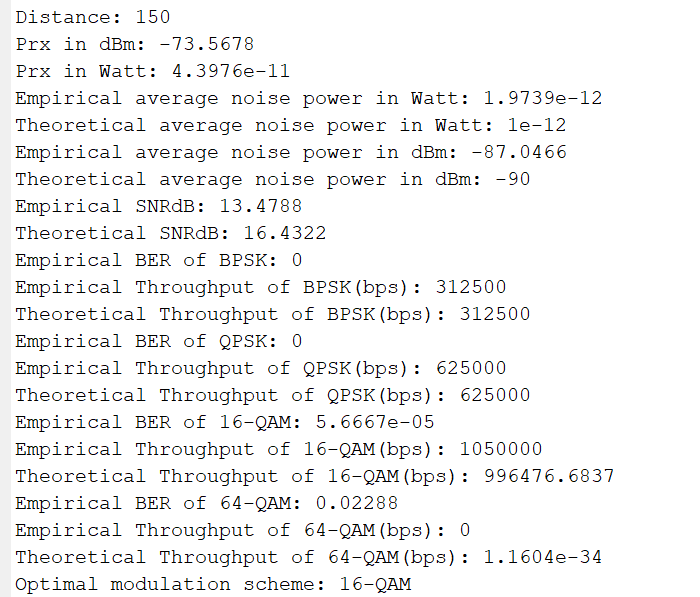 Distance: 150
Prx in dBm: -73.5678
Prx in Watt: 4.3976e-11
Empirical average noise power in Watt: 1.9739e-12
Theoretical average noise power in Watt: 1e-12
Empirical average noise power in dBm: -87.0466
Theoretical average noise power in dBm: -90
Empirical SNRdB: 13.4788
Theoretical SNRdB: 16.4322
Empirical BER of BPSK: 0
Empirical Throughput of BPSK(bps): 312500
Theoretical Throughput of BPSK(bps): 312500
Empirical BER of QPSK: 0
Empirical Throughput of QPSK(bps): 625000
Theoretical Throughput of QPSK(bps): 625000
Empirical BER of 16-QAM: 5.6667e-05
Empirical Throughput of 16-QAM(bps): 1050000
Theoretical Throughput of 16-QAM(bps): 996476.6837
Empirical BER of 64-QAM: 0.02288
Empirical Throughput of 64-QAM(bps): 0
Theoretical Throughput of 64-QAM(bps): 1.1604e-34
Optimal modulation scheme: 16-QAM